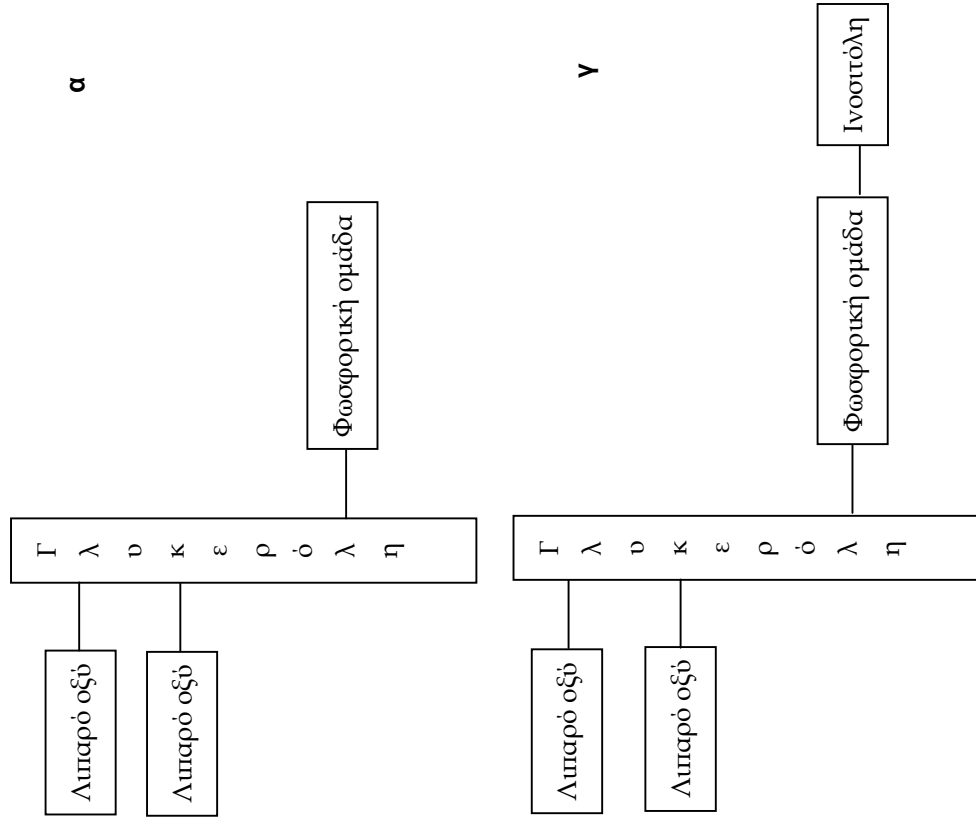 α
Λιπαρό οξύ
Λιπαρό οξύ
Γλυκερόλη
Φωσφορική ομάδα
γ
Λιπαρό οξύ
Λιπαρό οξύ
Γλυκερόλη
Φωσφορική ομάδα
Ινοσιτόλη